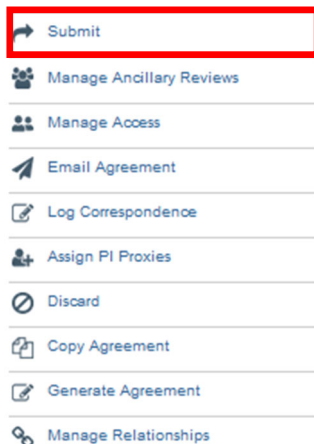 Submit
Manage Ancillary Reviews
Manage Access
Email Agreement
Log Correspondence
Assign PI Proxies
Discard
Copy Agreement
Generate Agreement
Manage Relationships